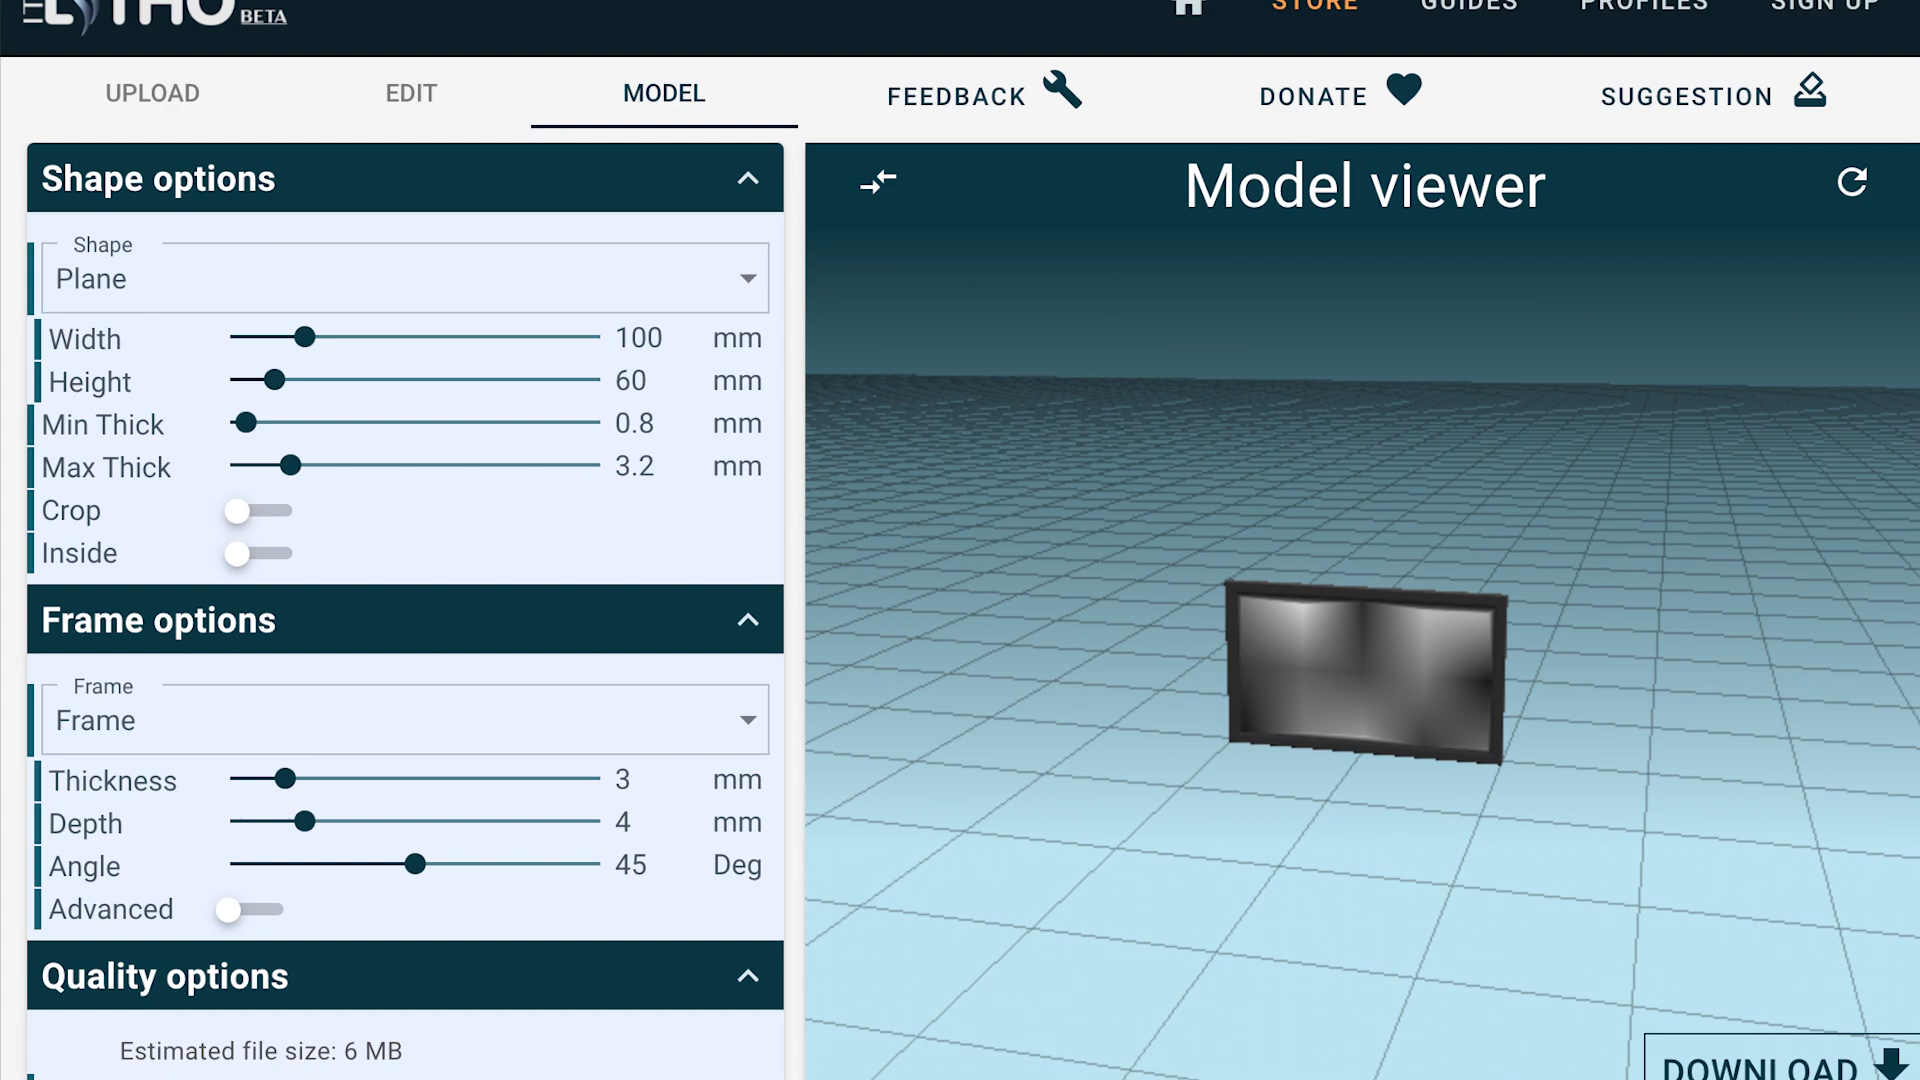 LYTHO BETA
STORE GUIDES PROFILES SIGN UP
UPLOAD EDIT MODEL FEEDBACK DONATE SUGGESTION
Shape options
Shape
Plane
Width 100 mm
Height 60 mm
Min Thick 0.8 mm
Max Thick 3.2 mm
Crop
Inside
Frame options
Frame
Frame
Thickness 3 mm
Depth 4 mm
Angle 45 Deg
Advanced
Quality options
Estimated file size: 6 MB
Model viewer
DOWNLOAD